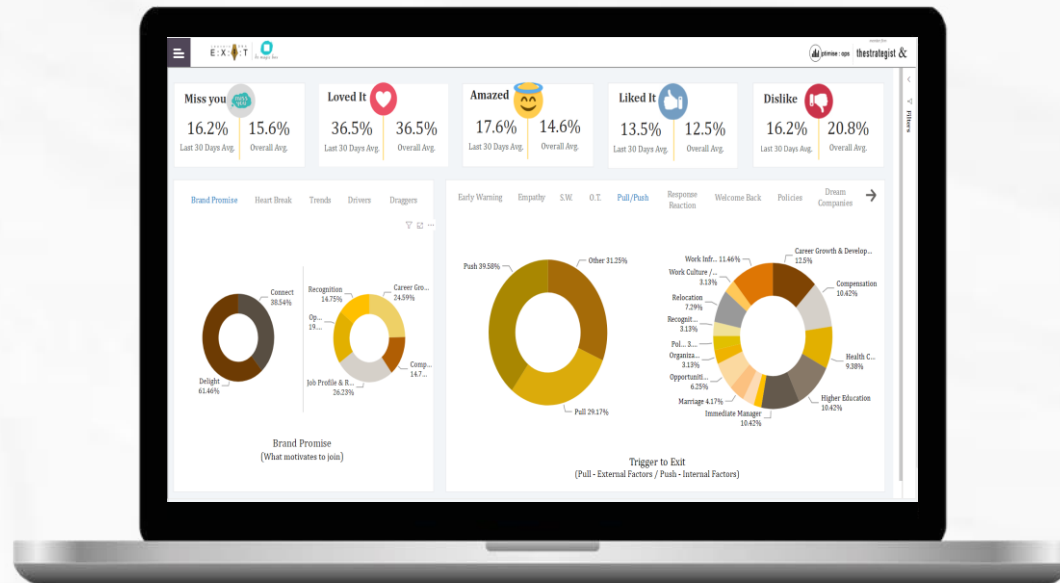 E:X:I:T
thestrategist &
Miss you
16.2% 15.6%
Last 30 Days Avg. Overall Avg.
Loved It
36.5% 36.5%
Last 30 Days Avg. Overall Avg.
Amazed
17.6% 14.6%
Last 30 Days Avg. Overall Avg.
Liked It
13.5% 12.5%
Last 30 Days Avg. Overall Avg.
Dislike
16.2% 20.8%
Last 30 Days Avg. Overall Avg.
Filters
Brand Promise Heart Break Trends Drivers Draggers
Connect
38.54%
Delight
61.46%
Recognition
14.75%
Career Gro...
24.59%
Op...
19....
Comp...
14.7...
Job Profile & R...
26.23%
Brand Promise
(What motivates to join)
Early Warning Empathy S.W. O.T. Pull/Push Response Reaction Welcome Back Policies Dream Companies
Push 39.58%
Other 31.25%
Pull 29.17%
Work Infr... 11.46%
Career Growth & Develop...
12.5%
Work Culture /...
3.13%
Compensation
10.42%
Relocation
7.29%
Recognit...
3.13%
Pol... 3....
Organiza...
3.13%
Health C...
9.38%
Opportuniti...
6.25%
Higher Education
10.42%
Marriage 4.17%
Immediate Manager
10.42%
Trigger to Exit
(Pull - External Factors / Push - Internal Factors)